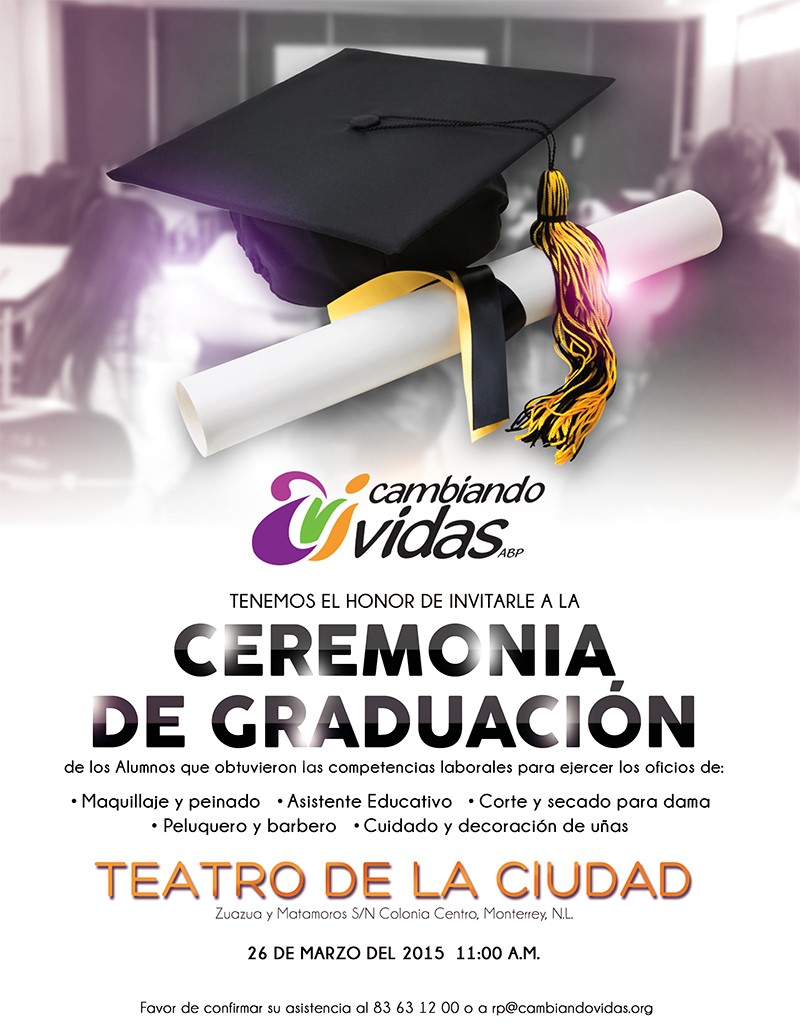 cambiando
vidas ABP
TENEMOS EL HONOR DE INVITARLE A LA
CEREMONIA
DE GRADUACIÓN
de los Alumnos que obtuvieron las competencias laborales para ejercer los oficios de:
• Maquillaje y peinado • Asistente Educativo • Corte y secado para dama
• Peluquero y barbero • Cuidado y decoración de uñas
TEATRO DE LA CIUDAD
Zuazua y Matamoros S/N Colonia Centro, Monterrey, N.L.
26 DE MARZO DEL 2015 11:00 A.M.
Favor de confirmar su asistencia al 83 63 12 00 o a rp@cambiandovidas.org